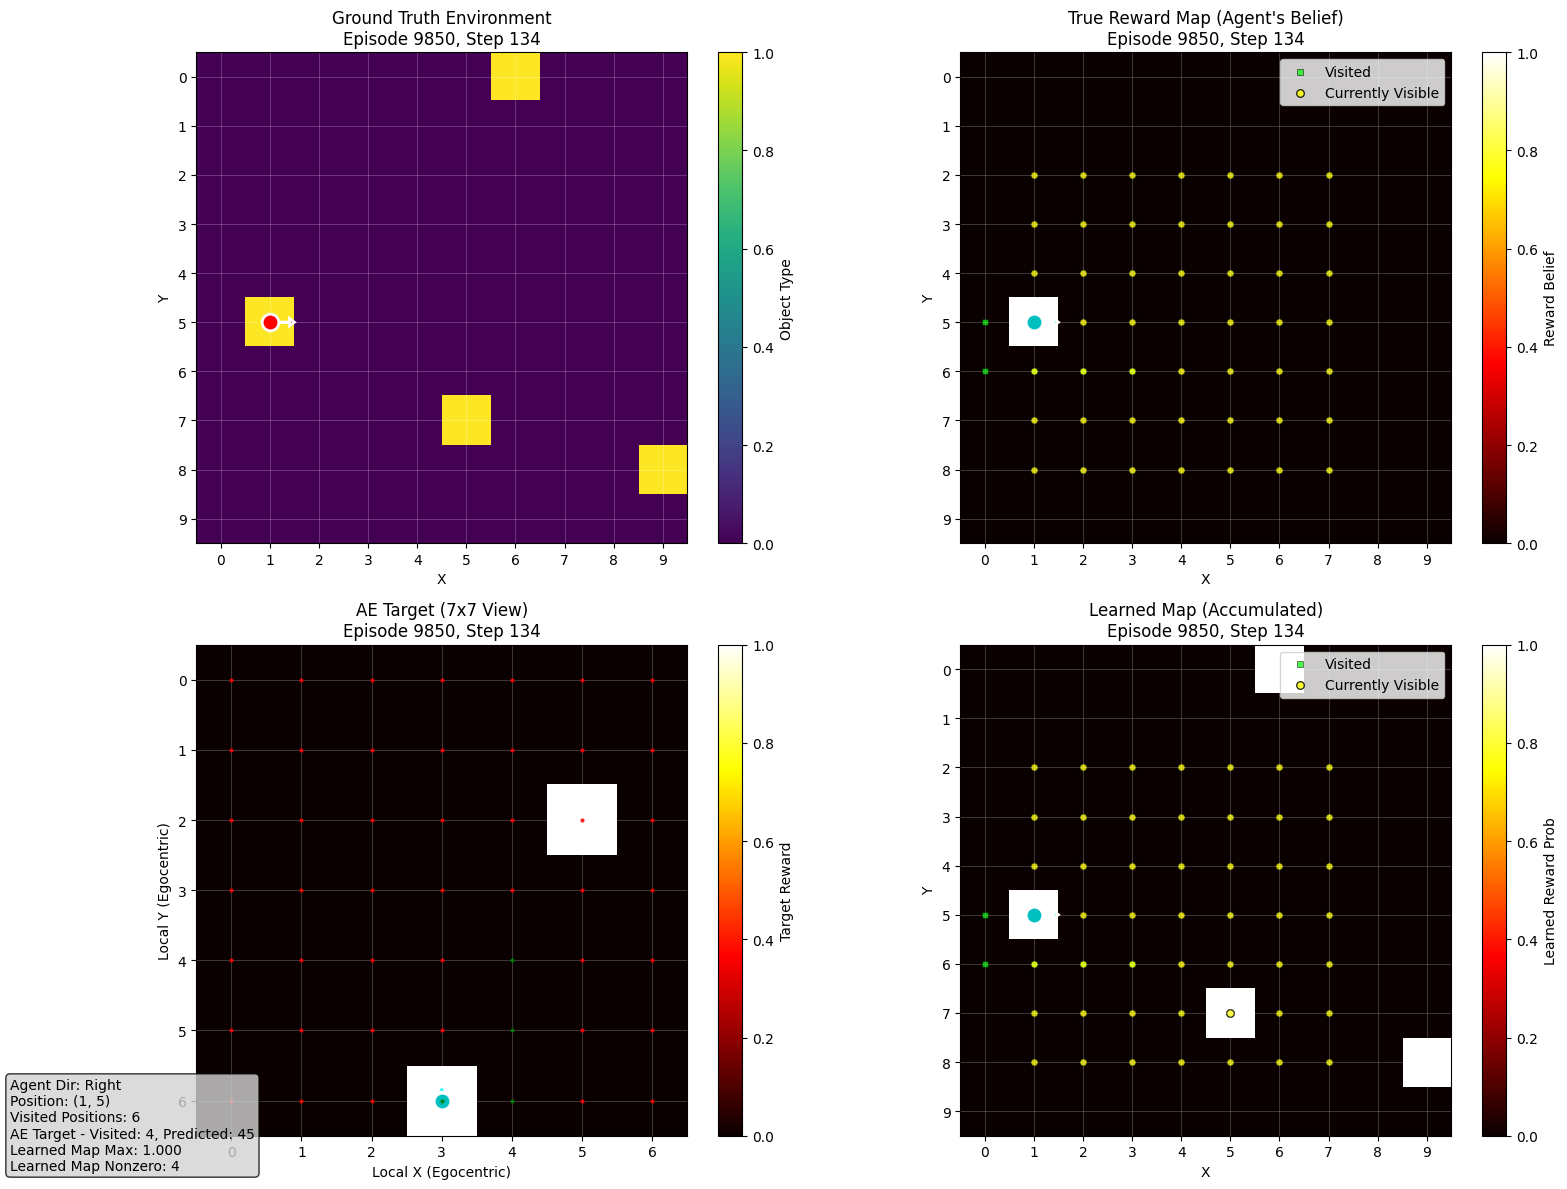 Ground Truth Environment
Episode 9850, Step 134
0
1
2
3
4
5
6
7
8
9
Y
0 1 2 3 4 5 6 7 8 9
X
1.0
0.8
0.6
0.4
0.2
0.0
Object Type
True Reward Map (Agent's Belief)
Episode 9850, Step 134
Visited
Currently Visible
0
1
2
3
4
5
6
7
8
9
Y
0 1 2 3 4 5 6 7 8 9
X
1.0
0.8
0.6
0.4
0.2
0.0
Reward Belief
AE Target (7x7 View)
Episode 9850, Step 134
0
1
2
3
4
5
6
Local Y (Egocentric)
0 1 2 3 4 5 6
Local X (Egocentric)
1.0
0.8
0.6
0.4
0.2
0.0
Target Reward
Learned Map (Accumulated)
Episode 9850, Step 134
Visited
Currently Visible
0
1
2
3
4
5
6
7
8
9
Y
0 1 2 3 4 5 6 7 8 9
X
1.0
0.8
0.6
0.4
0.2
0.0
Learned Reward Prob
Agent Dir: Right
Position: (1, 5)
Visited Positions: 6
AE Target - Visited: 4, Predicted: 45
Learned Map Max: 1.000
Learned Map Nonzero: 4